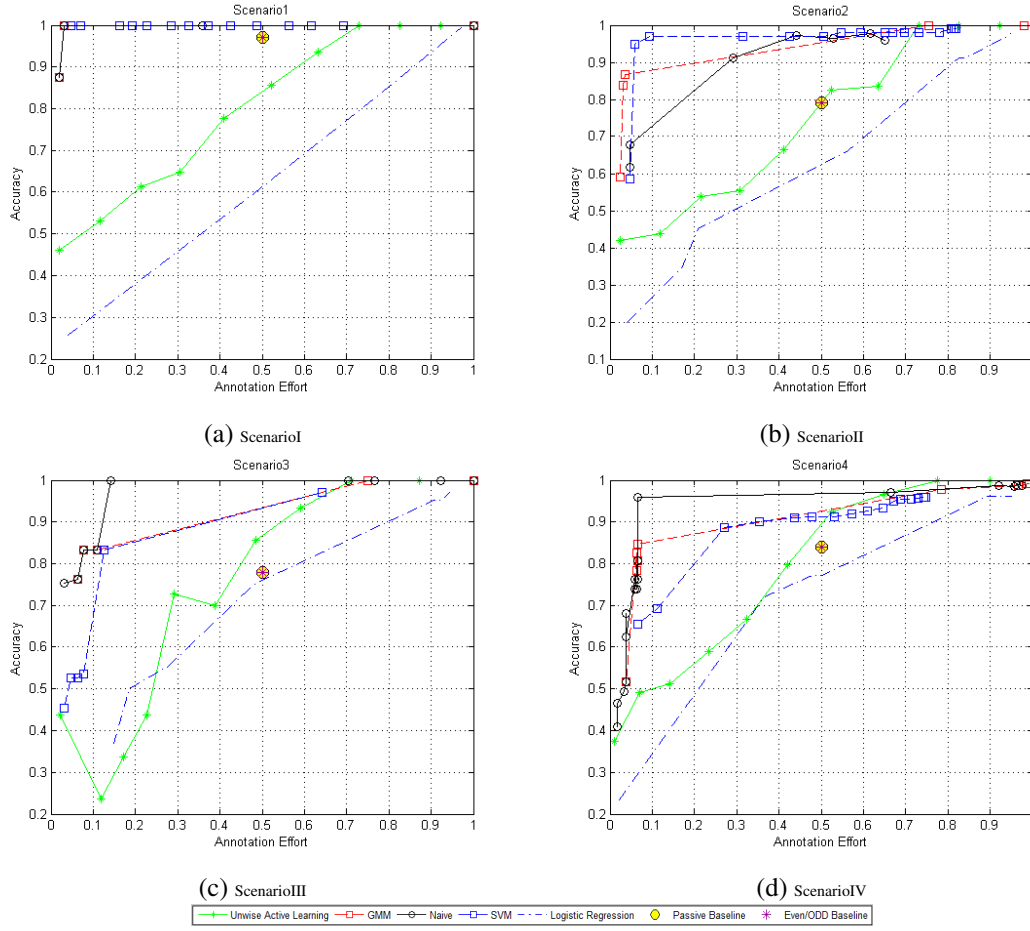 Scenario1
1
0.9
0.8
0.7
0.6
0.5
0.4
0.3
0.2
Accuracy
0 0.1 0.2 0.3 0.4 0.5 0.6 0.7 0.8 0.9 1
Annotation Effort
(a) ScenarioI
Scenario2
1
0.9
0.8
0.7
0.6
0.5
0.4
0.3
0.2
0.1
Accuracy
0 0.1 0.2 0.3 0.4 0.5 0.6 0.7 0.8 0.9
Annotation Effort
(b) ScenarioII
Scenario3
1
0.9
0.8
0.7
0.6
0.5
0.4
0.3
0.2
Accuracy
0 0.1 0.2 0.3 0.4 0.5 0.6 0.7 0.8 0.9 1
Annotation Effort
(c) ScenarioIII
Scenario4
1
0.9
0.8
0.7
0.6
0.5
0.4
0.3
0.2
Accuracy
0 0.1 0.2 0.3 0.4 0.5 0.6 0.7 0.8 0.9
Annotation Effort
(d) ScenarioIV
Unwise Active Learning GMM Naive SVM Logistic Regression Passive Baseline Even/ODD Baseline